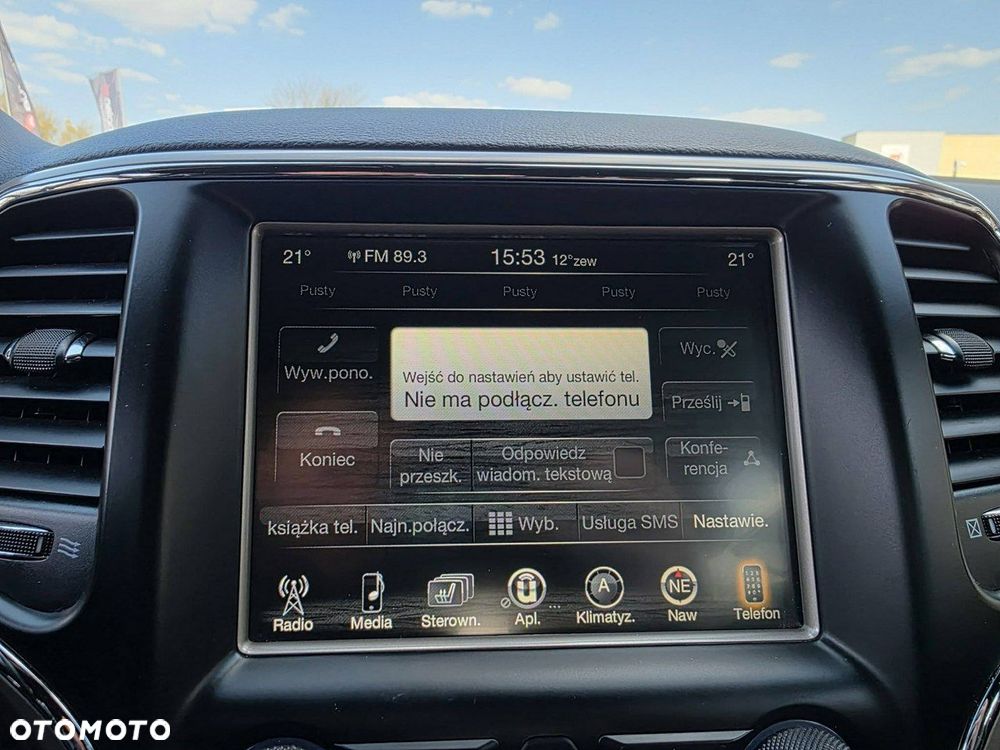 21° FM 89.3 15:53 12°zew 21°
Pusty Pusty Pusty Pusty Pusty
Wyw.pono.
Wejść do nastawień aby ustawić tel.
Nie ma podłącz. telefonu
Wyc.
Prześlij
Koniec
Nie
przeszk.
Odpowiedz
wiadom. tekstową
Konfe-
rencja
książka tel. Najn.połącz. Wyb. Usługa SMS Nastawie.
A NE
Radio Media Sterown. Apl. ... Klimatyz. Naw Telefon
OTOMOTO